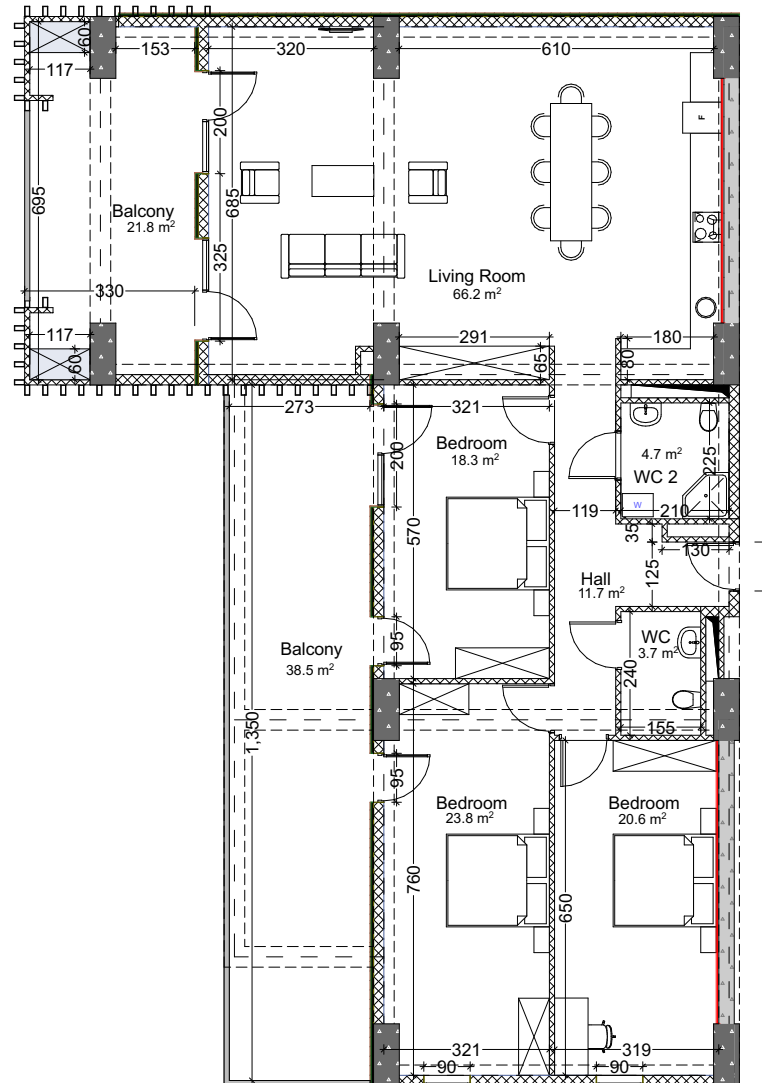 60
153
320
610
117
200
F
695
685
Balcony
21.8 m²
325
Living Room
66.2 m²
330
117
60
291
65
180
80
273
321
Bedroom
18.3 m²
200
4.7 m²
WC 2
225
W
210
570
119
35
130
125
Hall
11.7 m²
95
WC
3.7 m²
240
Balcony
38.5 m²
155
1,350
95
Bedroom
23.8 m²
Bedroom
20.6 m²
760
650
321
319
90
90